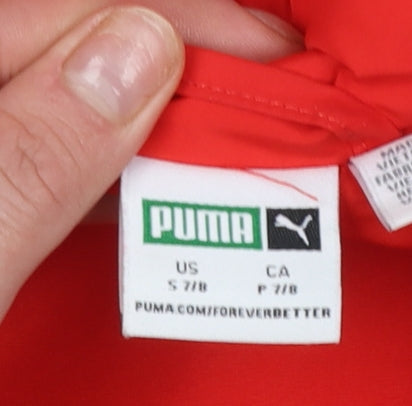 PUMA
US CA
S 7/8 P 7/8
PUMA.COM/FOREVERBETTER